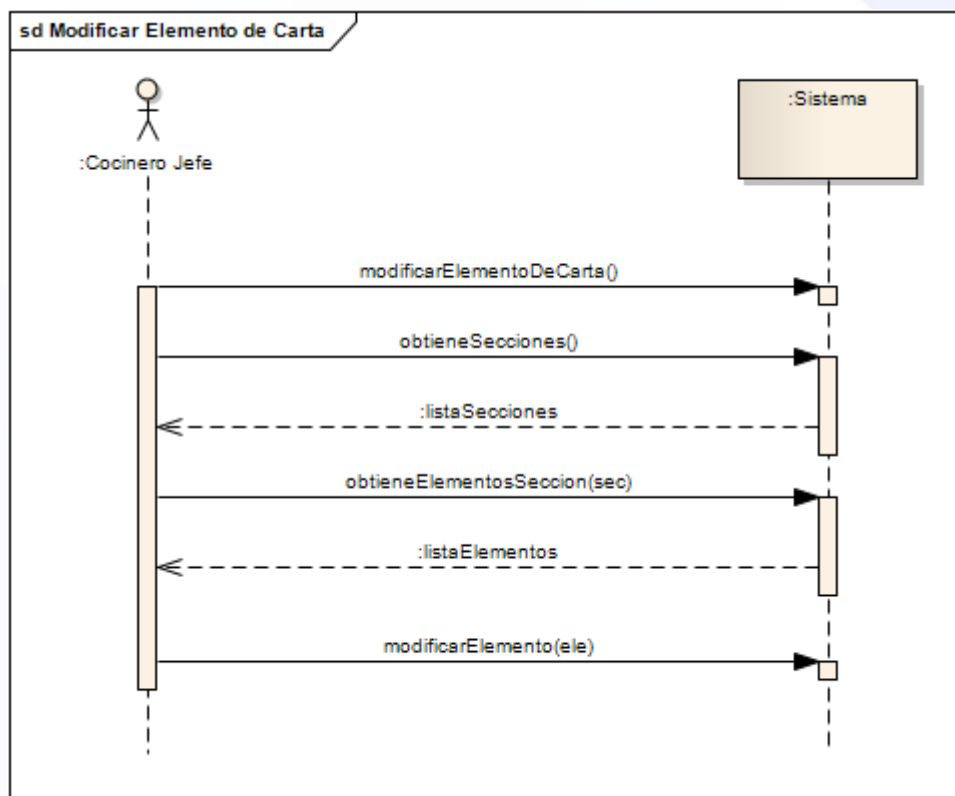 sd Modificar Elemento de Carta
:Cocinero Jefe
:Sistema
modificarElementoDeCarta()
obtieneSecciones()
:listaSecciones
obtieneElementosSeccion(sec)
:listaElementos
modificarElemento(ele)